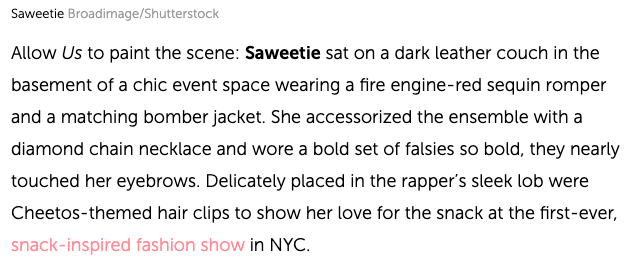 Saweetie Broadimage/Shutterstock
Allow Us to paint the scene: Saweetie sat on a dark leather couch in the
basement of a chic event space wearing a fire engine-red sequin romper
and a matching bomber jacket. She accessorized the ensemble with a
diamond chain necklace and wore a bold set of falsies so bold, they nearly
touched her eyebrows. Delicately placed in the rapper’s sleek lob were
Cheetos-themed hair clips to show her love for the snack at the first-ever,
snack-inspired fashion show in NYC.